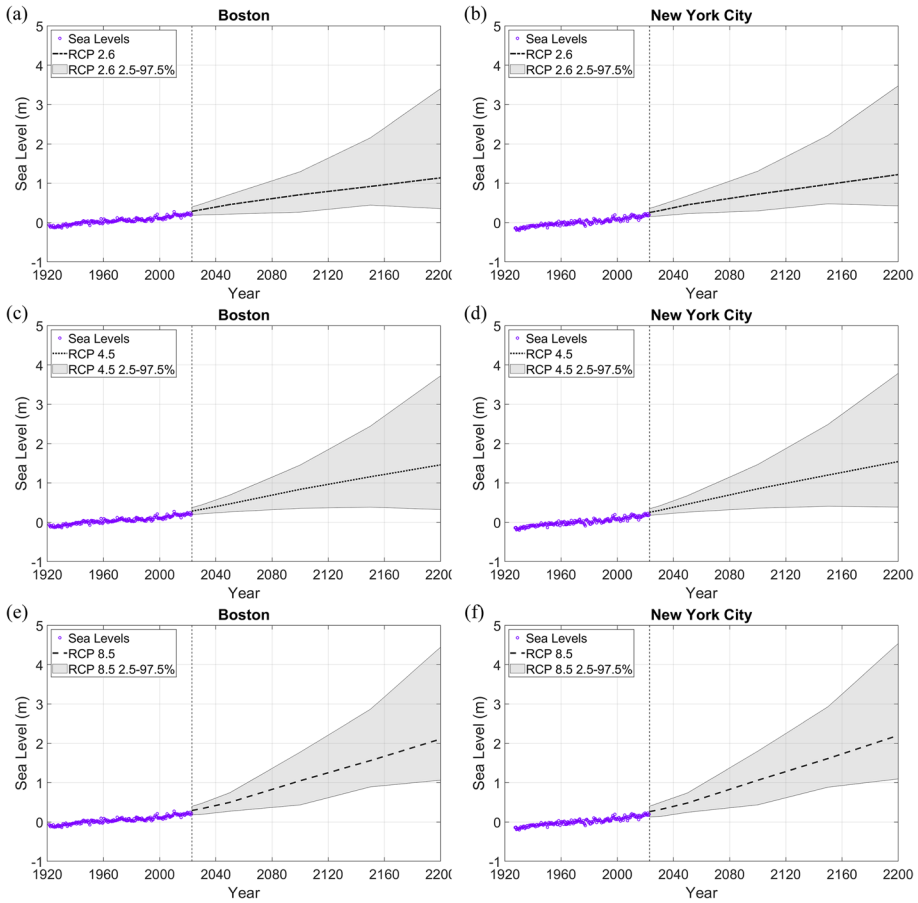 (a)
Boston
5
4
3
2
1
0
-1
Sea Level (m)
Sea Levels
RCP 2.6
RCP 2.6 2.5-97.5%
1920 1960 2000 2040 2080 2120 2160 2200
Year
(b)
New York City
5
4
3
2
1
0
-1
Sea Level (m)
Sea Levels
RCP 2.6
RCP 2.6 2.5-97.5%
1920 1960 2000 2040 2080 2120 2160 2200
Year
(c)
Boston
5
4
3
2
1
0
-1
Sea Level (m)
Sea Levels
RCP 4.5
RCP 4.5 2.5-97.5%
1920 1960 2000 2040 2080 2120 2160 2200
Year
(d)
New York City
5
4
3
2
1
0
-1
Sea Level (m)
Sea Levels
RCP 4.5
RCP 4.5 2.5-97.5%
1920 1960 2000 2040 2080 2120 2160 2200
Year
(e)
Boston
5
4
3
2
1
0
-1
Sea Level (m)
Sea Levels
RCP 8.5
RCP 8.5 2.5-97.5%
1920 1960 2000 2040 2080 2120 2160 2200
Year
(f)
New York City
5
4
3
2
1
0
-1
Sea Level (m)
Sea Levels
RCP 8.5
RCP 8.5 2.5-97.5%
1920 1960 2000 2040 2080 2120 2160 2200
Year